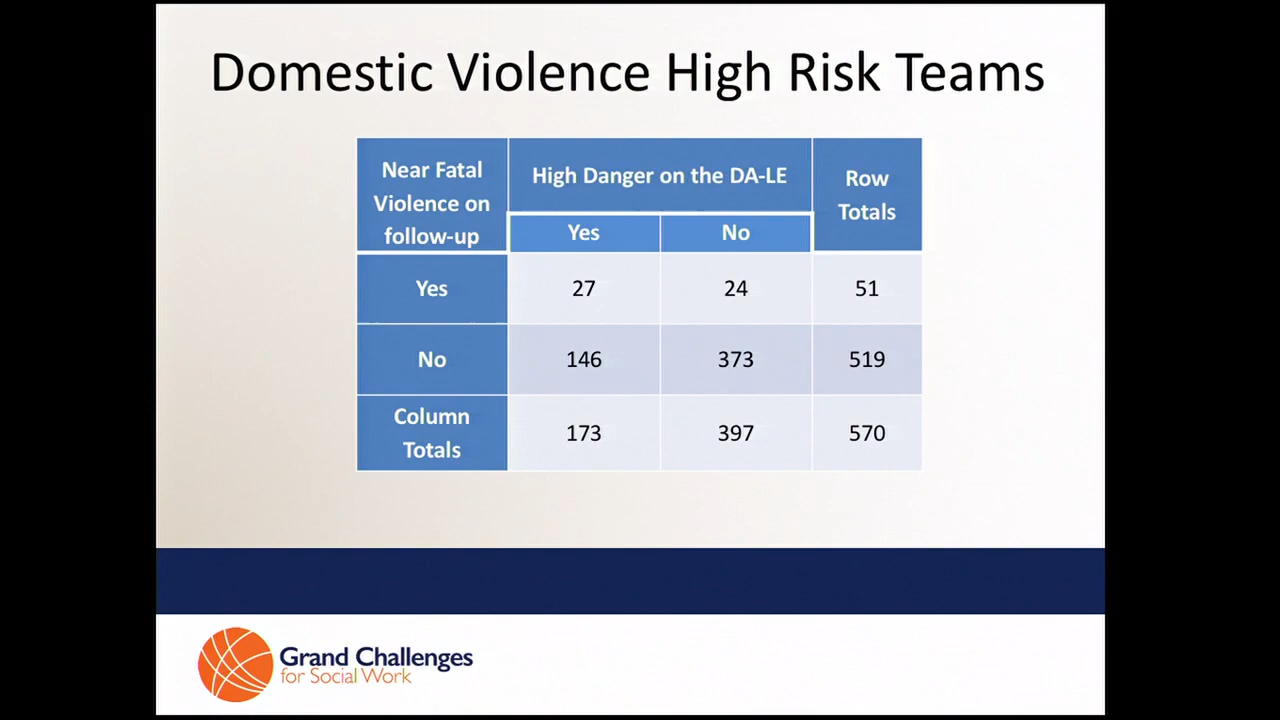 Domestic Violence High Risk Teams
Near Fatal
Violence on
follow-up
High Danger on the DA-LE
Row
Totals
Yes
No
Yes
27
24
51
No
146
373
519
Column
Totals
173
397
570
Grand Challenges
for Social Work